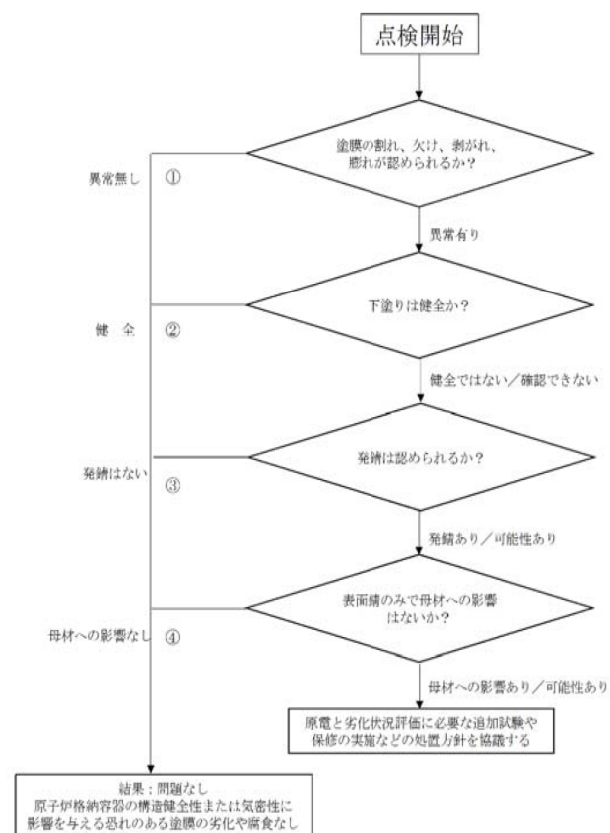 点検開始
塗膜の割れ、欠け、剥がれ、
膨れが認められるか？
異常無し
①
異常有り
下塗りは健全か？
健　全
②
健全ではない／確認できない
発錆は認められるか？
発錆はない
③
発錆あり／可能性あり
表面錆のみで母材への影響
はないか？
母材への影響なし
④
母材への影響あり／可能性あり
原電と劣化状況評価に必要な追加試験や
保修の実施などの処置方針を協議する
結果：問題なし
原子炉格納容器の構造健全性または気密性に
影響を与える恐れのある塗膜の劣化や腐食なし